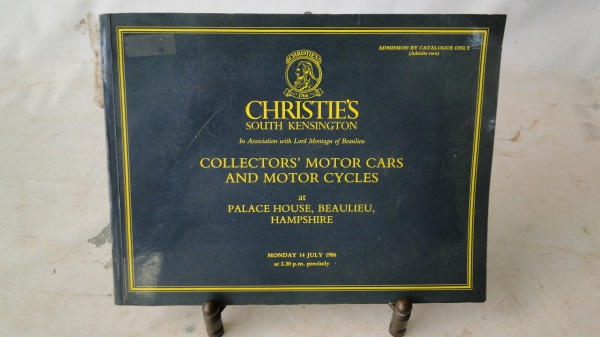 ADMISSION BY CATALOGUE ONLY
(Admits two)
CHRISTIE'S
1766
CHRISTIE'S
SOUTH KENSINGTON
In Association with Lord Montagu of Beaulieu
COLLECTORS' MOTOR CARS
AND MOTOR CYCLES
at
PALACE HOUSE, BEAULIEU,
HAMPSHIRE
MONDAY 14 JULY 1986
at 2.30 p.m. precisely